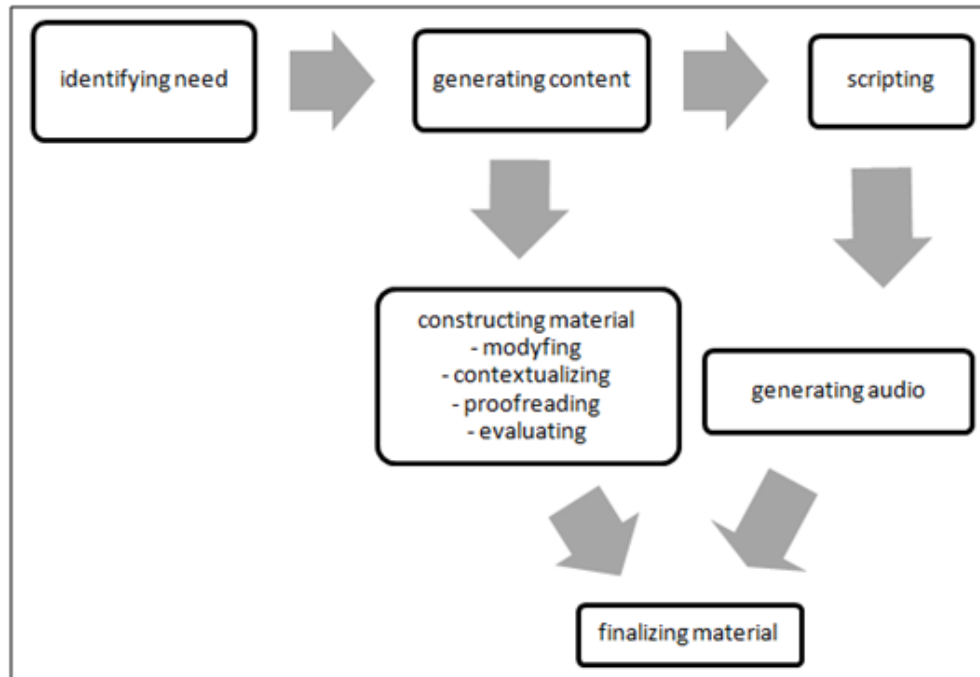 identifying need
generating content
scripting
constructing material
- modyfing
- contextualizing
- proofreading
- evaluating
generating audio
finalizing material